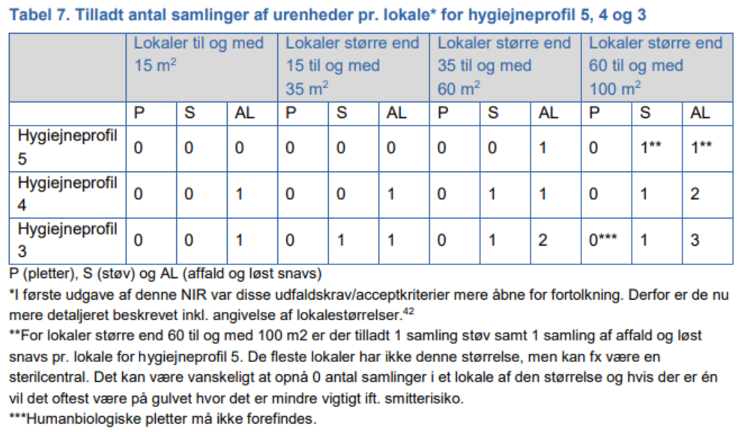 Tabel 7. Tilladt antal samlinger af urenheder pr. lokale* for hygiejneprofil 5, 4 og 3
Lokaler til og med 15 m² Lokaler større end 15 til og med 35 m² Lokaler større end 35 til og med 60 m² Lokaler større end 60 til og med 100 m²
P S AL P S AL P S AL P S AL
Hygiejneprofil 5 0 0 0 0 0 0 0 0 1 0 1** 1**
Hygiejneprofil 4 0 0 1 0 0 1 0 1 1 0 1 2
Hygiejneprofil 3 0 0 1 0 1 1 0 1 2 0*** 1 3
P (pletter), S (støv) og AL (affald og løst snavs)
*I første udgave af denne NIR var disse udfaldskrav/acceptkriterier mere åbne for fortolkning. Derfor er de nu
mere detaljeret beskrevet inkl. angivelse af lokalestørrelser.⁴²
**For lokaler større end 60 til og med 100 m2 er der tilladt 1 samling støv samt 1 samling af affald og løst
snavs pr. lokale for hygiejneprofil 5. De fleste lokaler har ikke denne størrelse, men kan fx være en
sterilcentral. Det kan være vanskeligt at opnå 0 antal samlinger i et lokale af den størrelse og hvis der er én
vil det oftest være på gulvet hvor det er mindre vigtigt ift. smitterisiko.
***Humanbiologiske pletter må ikke forefindes.